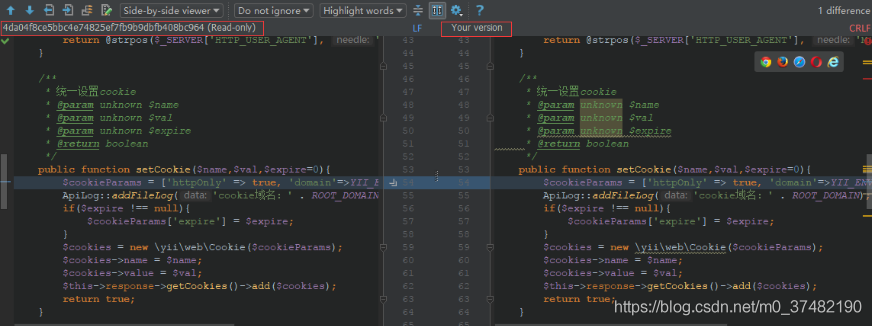 Side-by-side viewer Do not ignore Highlight words ? 1 difference
4da04f8ce5bbc4e74825ef7fb9b9dbfb408bc964 (Read-only) LF Your version CRLF
return @strpos($_SERVER['HTTP_USER_AGENT'], needle: 43 43 return @strpos($_SERVER['HTTP_USER_AGENT'], needle:
} 44 44 }
45 45
/** 46 46 /**
* 统一设置cookie 47 47 * 统一设置cookie
* @param unknown $name 48 48 * @param unknown $name
* @param unknown $val 49 49 * @param unknown $val
* @param unknown $expire 50 50 * @param unknown $expire
* @return boolean 51 51 * @return boolean
*/ 52 52 */
public function setCookie($name,$val,$expire=0){ 53 53 public function setCookie($name,$val,$expire=0){
$cookieParams = ['httpOnly' => true, 'domain'=>YII_E 54 54 $cookieParams = ['httpOnly' => true, 'domain'=>YII_ENV
ApiLog::addFileLog( data: 'cookie域名: ' . ROOT_DOMAIN) 55 55 ApiLog::addFileLog( data: 'cookie域名: ' . ROOT_DOMAIN)
if($expire !== null){ 56 56 if($expire !== null){
$cookieParams['expire'] = $expire; 57 57 $cookieParams['expire'] = $expire;
} 58 58 }
$cookies = new \yii\web\Cookie($cookieParams); 59 59 $cookies = new \yii\web\Cookie($cookieParams);
$cookies->name = $name; 60 60 $cookies->name = $name;
$cookies->value = $val; 61 61 $cookies->value = $val;
$this->response->getCookies()->add($cookies); 62 62 $this->response->getCookies()->add($cookies);
return true; 63 63 return true;
} 64 64 }
https://blog.csdn.net/m0_37482190